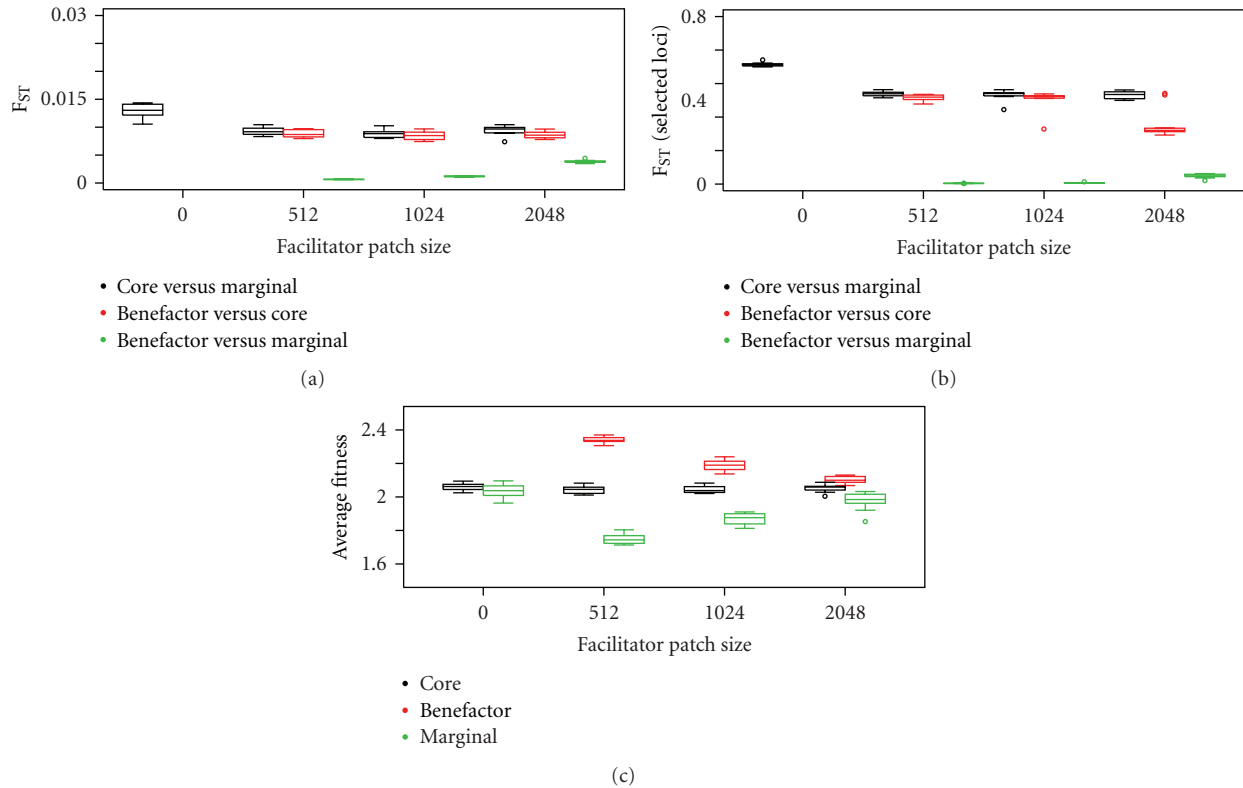 0.03
0.015
0
F_ST
0 512 1024 2048
Facilitator patch size
• Core versus marginal
• Benefactor versus core
• Benefactor versus marginal
(a)
0.8
0.4
0
F_ST (selected loci)
0 512 1024 2048
Facilitator patch size
• Core versus marginal
• Benefactor versus core
• Benefactor versus marginal
(b)
2.4
2
1.6
Average fitness
0 512 1024 2048
Facilitator patch size
• Core
• Benefactor
• Marginal
(c)